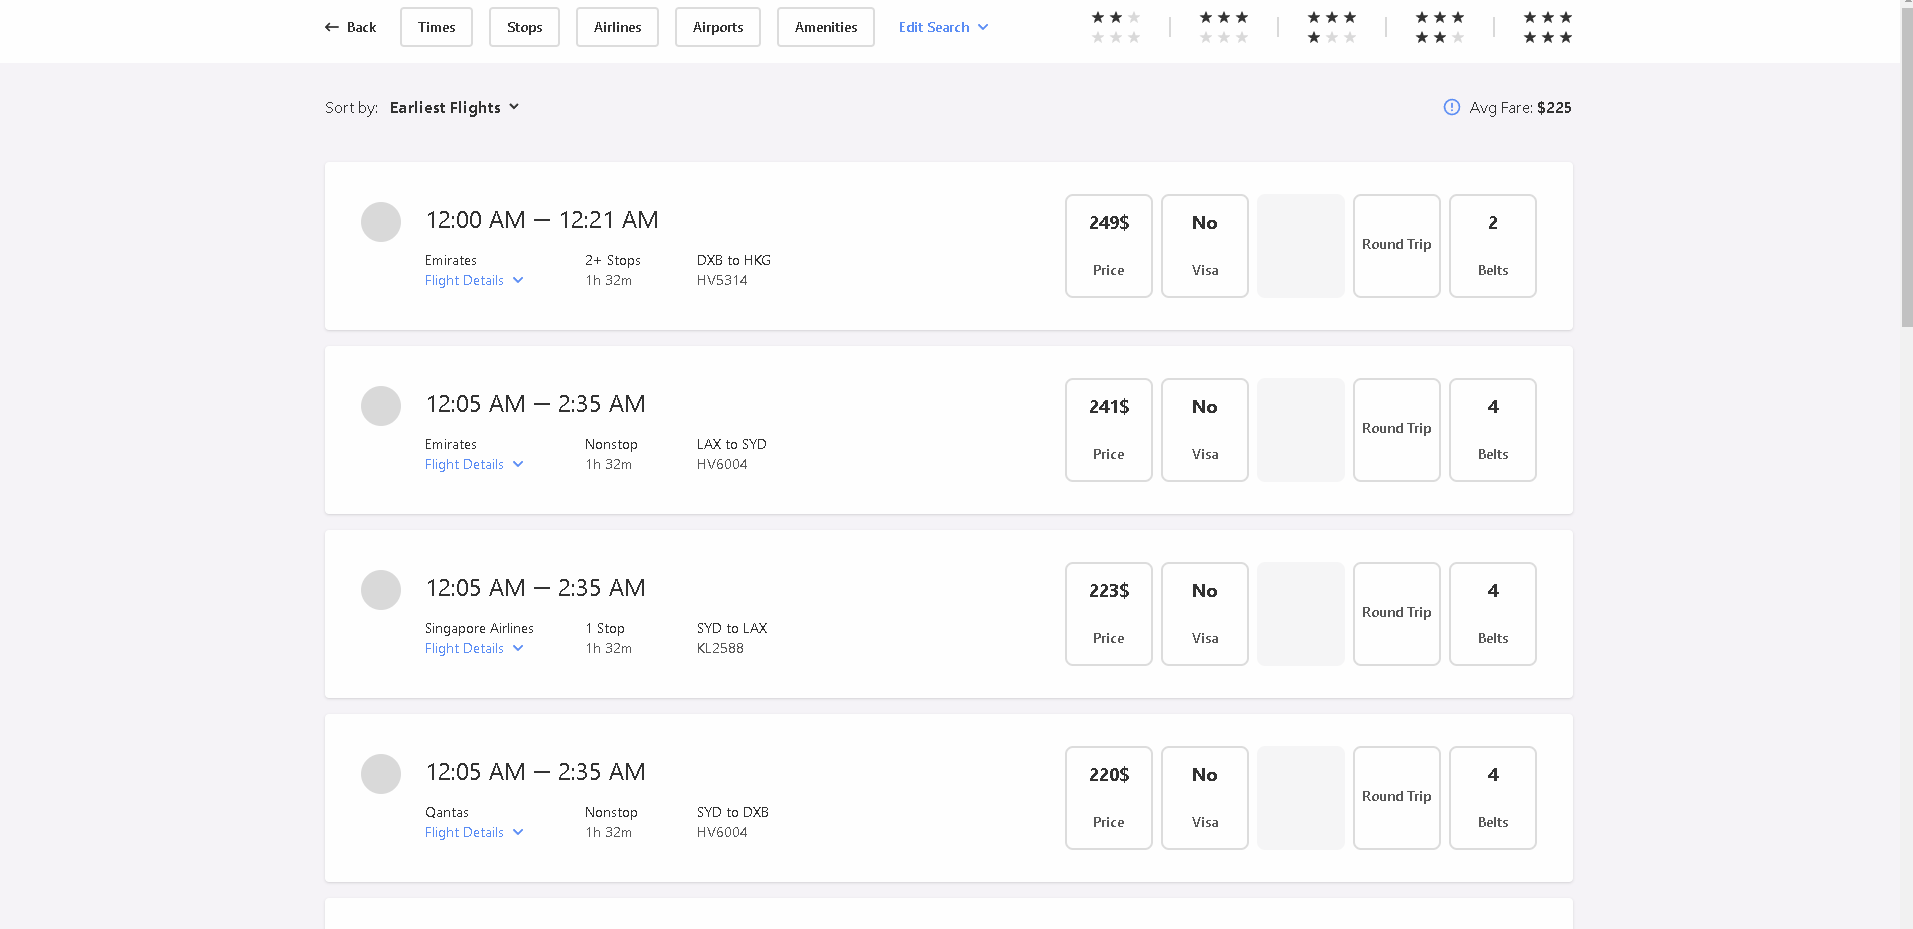 Back Times Stops Airlines Airports Amenities Edit Search
Sort by: Earliest Flights
Avg Fare: $225
12:00 AM — 12:21 AM
Emirates 2+ Stops DXB to HKG
Flight Details 1h 32m HV5314
249$ No 2
Round Trip
Price Visa Belts
12:05 AM — 2:35 AM
Emirates Nonstop LAX to SYD
Flight Details 1h 32m HV6004
241$ No 4
Round Trip
Price Visa Belts
12:05 AM — 2:35 AM
Singapore Airlines 1 Stop SYD to LAX
Flight Details 1h 32m KL2588
223$ No 4
Round Trip
Price Visa Belts
12:05 AM — 2:35 AM
Qantas Nonstop SYD to DXB
Flight Details 1h 32m HV6004
220$ No 4
Round Trip
Price Visa Belts